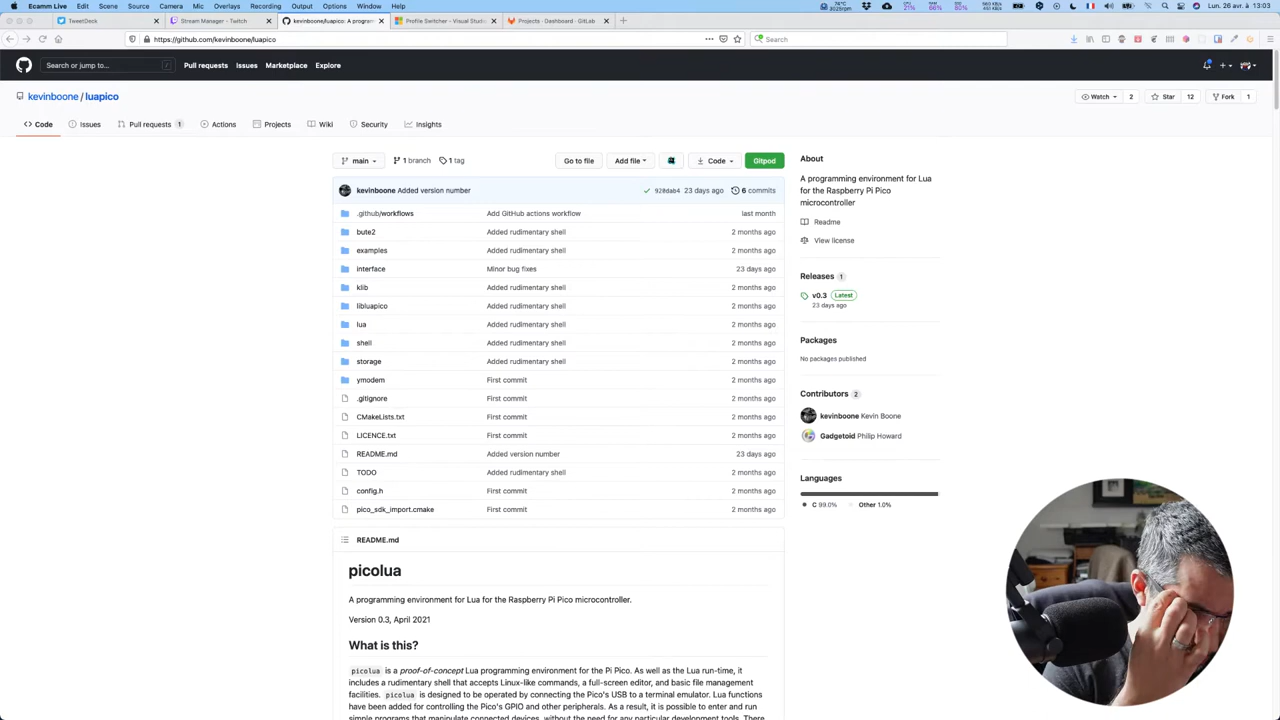 Ecamm Live Edit Scenes Source Camera Mic Overlays Recording Output Options Window Help
Lun. 26 avr. à 13:03
TweetDeck
Stream Manager - Twitch
kevinboone/luapico: A program
Profile Switcher - Visual Studio
Projects · Dashboard · GitLab
https://github.com/kevinboone/luapico
Search
Search or jump to... /
Pull requests Issues Marketplace Explore
kevinboone / luapico
Watch 2 Star 12 Fork 1
Code Issues Pull requests 1 Actions Projects Wiki Security Insights
main 1 branch 1 tag Go to file Add file Code Gitpod
kevinboone Added version number 928dab4 23 days ago 6 commits
.github/workflows Add GitHub actions workflow last month
bute2 Added rudimentary shell 2 months ago
examples Added rudimentary shell 2 months ago
interface Minor bug fixes 23 days ago
klib Added rudimentary shell 2 months ago
libluapico Added rudimentary shell 2 months ago
lua Added rudimentary shell 2 months ago
shell Added rudimentary shell 2 months ago
storage Added rudimentary shell 2 months ago
ymodem First commit 2 months ago
.gitignore First commit 2 months ago
CMakeLists.txt First commit 2 months ago
LICENCE.txt First commit 2 months ago
README.md Added version number 23 days ago
TODO Added rudimentary shell 2 months ago
config.h First commit 2 months ago
pico_sdk_import.cmake First commit 2 months ago
README.md
picolua
A programming environment for Lua for the Raspberry Pi Pico microcontroller.
Version 0.3, April 2021
What is this?
picolua is a proof-of-concept Lua programming environment for the Pi Pico. As well as the Lua run-time, it
includes a rudimentary shell that accepts Linux-like commands, a full-screen editor, and basic file management
facilities. picolua is designed to be operated by connecting the Pico's USB to a terminal emulator. Lua functions
have been added for controlling the Pico's GPIO and other peripherals. As a result, it is possible to enter and run
simple programs that manipulate connected devices, without the need for any particular development tools. There
About
A programming environment for Lua
for the Raspberry Pi Pico
microcontroller
Readme
View license
Releases 1
v0.3 Latest
23 days ago
Packages
No packages published
Contributors 2
kevinboone Kevin Boone
Gadgetoid Philip Howard
Languages
C 99.0% Other 1.0%